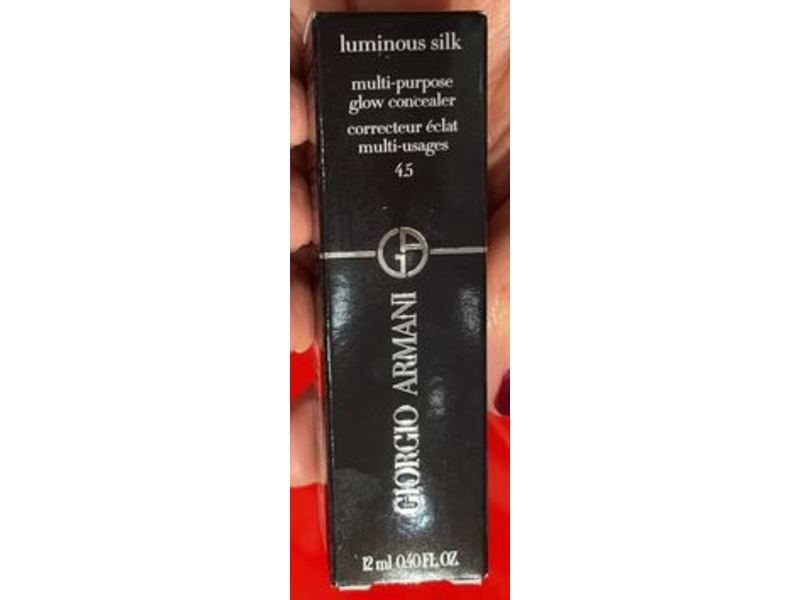 luminous silk
multi-purpose
glow concealer
correcteur éclat
multi-usages
4.5
GA
GIORGIO ARMANI
12 ml 0.40 FL. OZ.